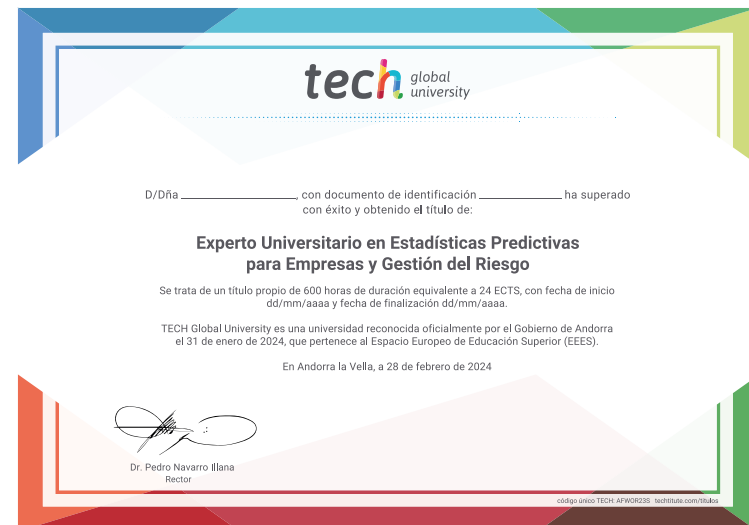 tech global university
D/Dña ______________, con documento de identificación __________ ha superado
con éxito y obtenido el título de:
Experto Universitario en Estadísticas Predictivas
para Empresas y Gestión del Riesgo
Se trata de un título propio de 600 horas de duración equivalente a 24 ECTS, con fecha de inicio
dd/mm/aaaa y fecha de finalización dd/mm/aaaa.
TECH Global University es una universidad reconocida oficialmente por el Gobierno de Andorra
el 31 de enero de 2024, que pertenece al Espacio Europeo de Educación Superior (EEES).
En Andorra la Vella, a 28 de febrero de 2024
Dr. Pedro Navarro Illana
Rector
código único TECH: AFWOR23S techtitute.com/titulos